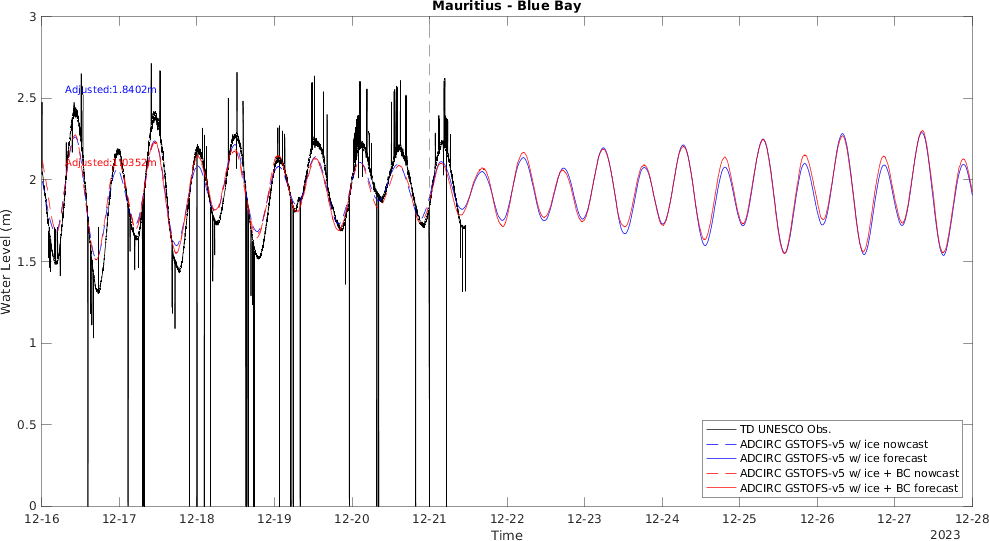 Mauritius - Blue Bay
Water Level (m)
3
2.5
2
1.5
1
0.5
0
Adjusted:1.8402m
12-16
12-17
12-18
12-19
12-20
12-21
12-22
12-23
12-24
12-25
12-26
12-27
12-28
Time
2023
TD UNESCO Obs.
ADCIRC GSTOFS-v5 w/ ice nowcast
ADCIRC GSTOFS-v5 w/ ice forecast
ADCIRC GSTOFS-v5 w/ ice + BC nowcast
ADCIRC GSTOFS-v5 w/ ice + BC forecast